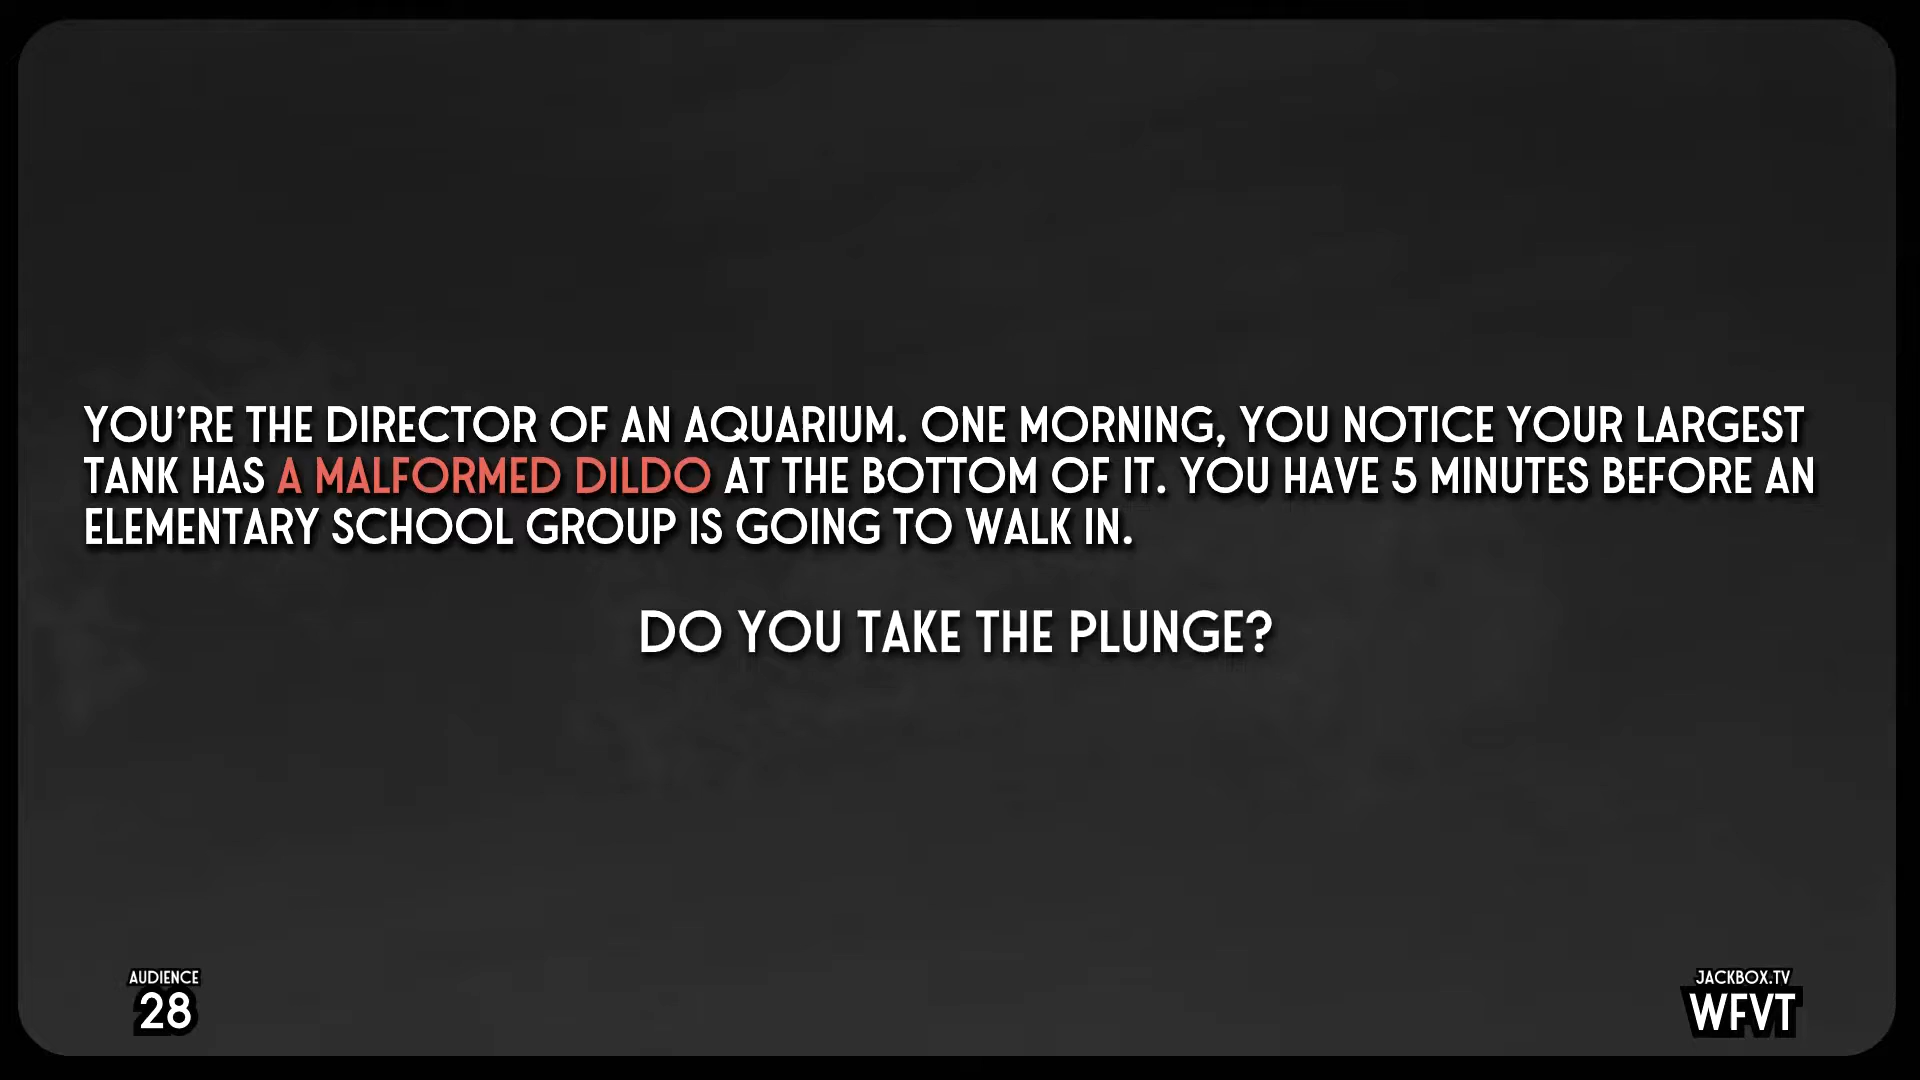 YOU'RE THE DIRECTOR OF AN AQUARIUM. ONE MORNING, YOU NOTICE YOUR LARGEST
TANK HAS A MALFORMED DILDO AT THE BOTTOM OF IT. YOU HAVE 5 MINUTES BEFORE AN
ELEMENTARY SCHOOL GROUP IS GOING TO WALK IN.
DO YOU TAKE THE PLUNGE?
AUDIENCE
28
JACKBOX.TV
WFVT